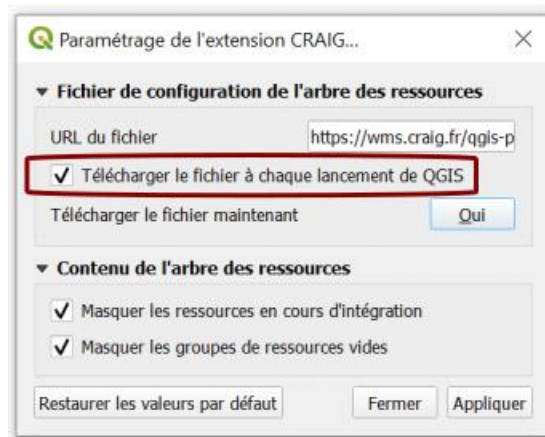 Paramétrage de l'extension CRAIG...
Fichier de configuration de l'arbre des ressources
URL du fichier https://wms.craig.fr/qgis-p
Télécharger le fichier à chaque lancement de QGIS
Télécharger le fichier maintenant Qui
Contenu de l'arbre des ressources
Masquer les ressources en cours d'intégration
Masquer les groupes de ressources vides
Restaurer les valeurs par défaut Fermer Appliquer